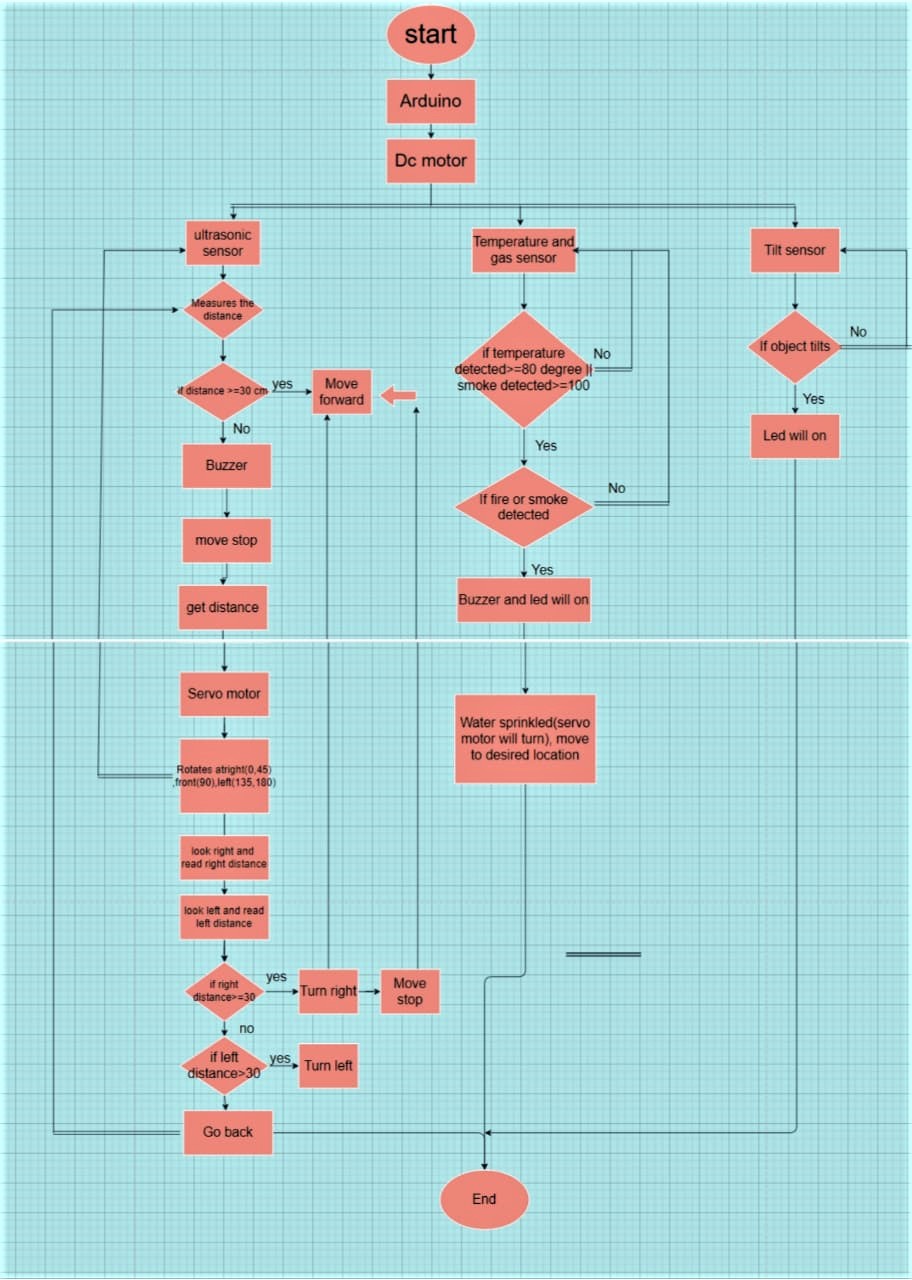 start
Arduino
Dc motor
ultrasonic
sensor
Measures the
distance
if distance >=30 cm
yes
Move
forward
No
Buzzer
move stop
get distance
Servo motor
Rotates atright(0,45)
,front(90),left(135,180)
look right and
read right distance
look left and read
left distance
if right
distance>=30
yes
Turn right
Move
stop
no
if left
distance>30
yes
Turn left
Go back
Temperature and
gas sensor
if temperature
detected>=80 degree ||
smoke detected>=100
No
Yes
If fire or smoke
detected
No
Yes
Buzzer and led will on
Water sprinkled(servo
motor will turn), move
to desired location
Tilt sensor
If object tilts
No
Yes
Led will on
End